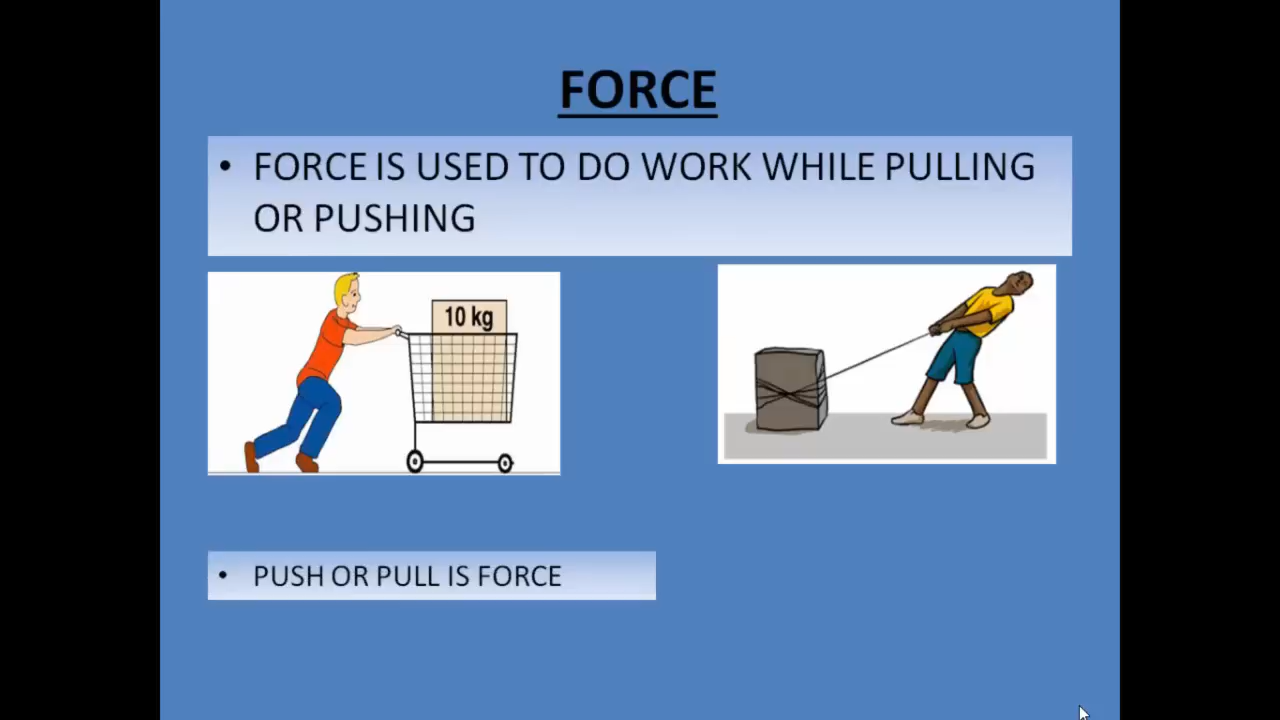 FORCE
• FORCE IS USED TO DO WORK WHILE PULLING
OR PUSHING
10 kg
• PUSH OR PULL IS FORCE